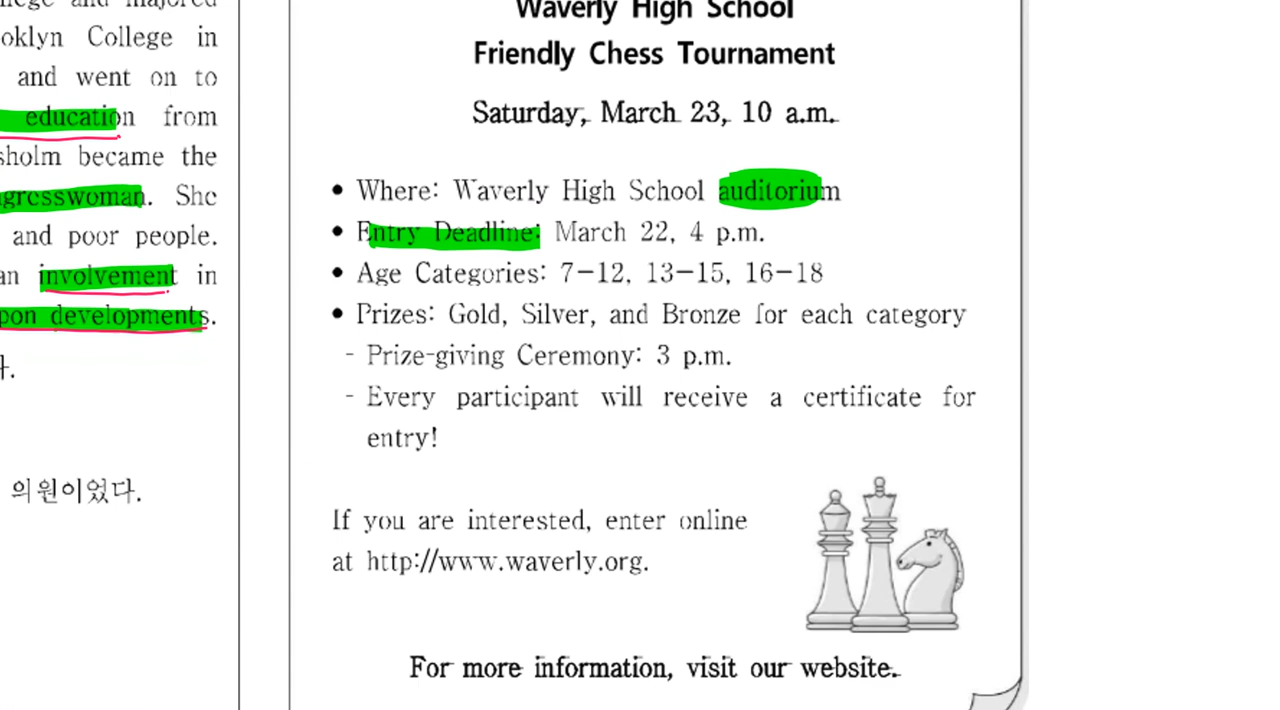 and majored
oklyn College in
and went on to
education from
sholm became the
gresswoman. She
and poor people.
an involvement in
pon developments.
다.
의원이었다.
Waverly High School
Friendly Chess Tournament
Saturday, March 23, 10 a.m.
• Where: Waverly High School auditorium
• Entry Deadline: March 22, 4 p.m.
• Age Categories: 7-12, 13-15, 16-18
• Prizes: Gold, Silver, and Bronze for each category
- Prize-giving Ceremony: 3 p.m.
- Every participant will receive a certificate for
entry!
If you are interested, enter online
at http://www.waverly.org.
For more information, visit our website.